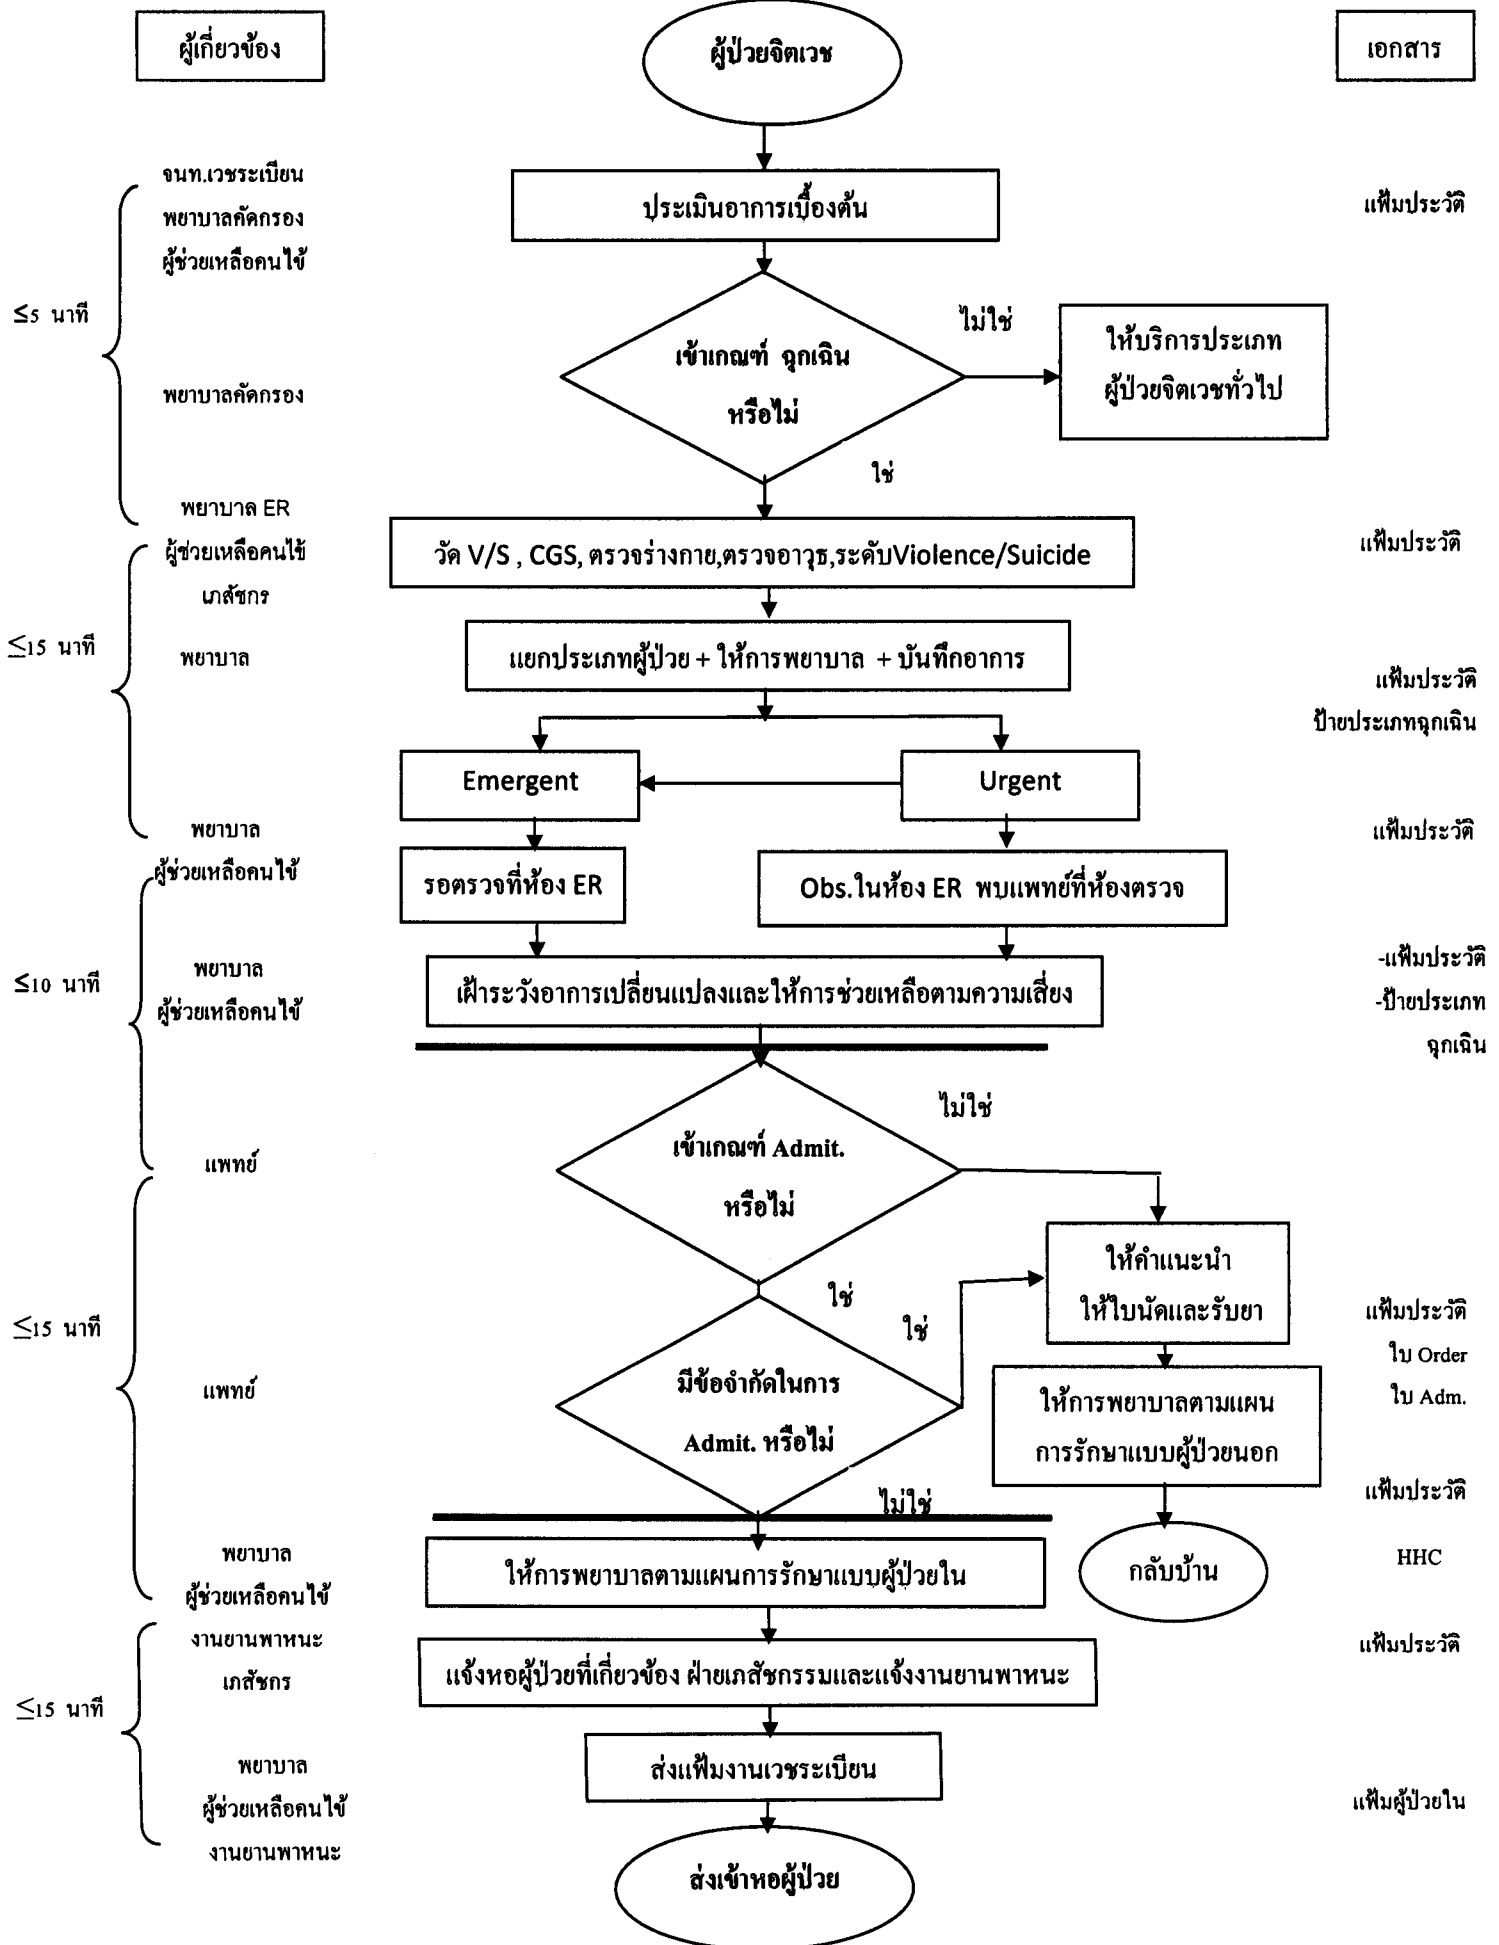 ผู้เกี่ยวข้อง
ผู้ป่วยจิตเวช
เอกสาร
จนท.เวชระเบียน
พยาบาลคัดกรอง
ผู้ช่วยเหลือคนไข้
ประเมินอาการเบื้องต้น
แฟ้มประวัติ
≤5 นาที
พยาบาลคัดกรอง
เข้าเกณฑ์ ฉุกเฉิน
หรือไม่
ไม่ใช่
ให้บริการประเภท
ผู้ป่วยจิตเวชทั่วไป
ใช่
พยาบาล ER
ผู้ช่วยเหลือคนไข้
เภสัชกร
วัด V/S , CGS, ตรวจร่างกาย,ตรวจอาวุธ,ระดับViolence/Suicide
แฟ้มประวัติ
≤15 นาที
พยาบาล
แยกประเภทผู้ป่วย + ให้การพยาบาล + บันทึกอาการ
แฟ้มประวัติ
ป้ายประเภทฉุกเฉิน
Emergent
Urgent
พยาบาล
ผู้ช่วยเหลือคนไข้
รอตรวจที่ห้อง ER
Obs.ในห้อง ER พบแพทย์ที่ห้องตรวจ
แฟ้มประวัติ
≤10 นาที
พยาบาล
ผู้ช่วยเหลือคนไข้
เฝ้าระวังอาการเปลี่ยนแปลงและให้การช่วยเหลือตามความเสี่ยง
-แฟ้มประวัติ
-ป้ายประเภท
ฉุกเฉิน
แพทย์
เข้าเกณฑ์ Admit.
หรือไม่
ไม่ใช่
ใช่
ให้คำแนะนำ
ให้ใบนัดและรับยา
≤15 นาที
แพทย์
มีข้อจำกัดในการ
Admit. หรือไม่
ใช่
ไม่ใช่
ให้การพยาบาลตามแผน
การรักษาแบบผู้ป่วยนอก
แฟ้มประวัติ
ใบ Order
ใบ Adm.
แฟ้มประวัติ
พยาบาล
ผู้ช่วยเหลือคนไข้
ให้การพยาบาลตามแผนการรักษาแบบผู้ป่วยใน
กลับบ้าน
HHC
≤15 นาที
งานยานพาหนะ
เภสัชกร
แจ้งหอผู้ป่วยที่เกี่ยวข้อง ฝ่ายเภสัชกรรมและแจ้งงานยานพาหนะ
แฟ้มประวัติ
พยาบาล
ผู้ช่วยเหลือคนไข้
งานยานพาหนะ
ส่งแฟ้มงานเวชระเบียน
แฟ้มผู้ป่วยใน
ส่งเข้าหอผู้ป่วย